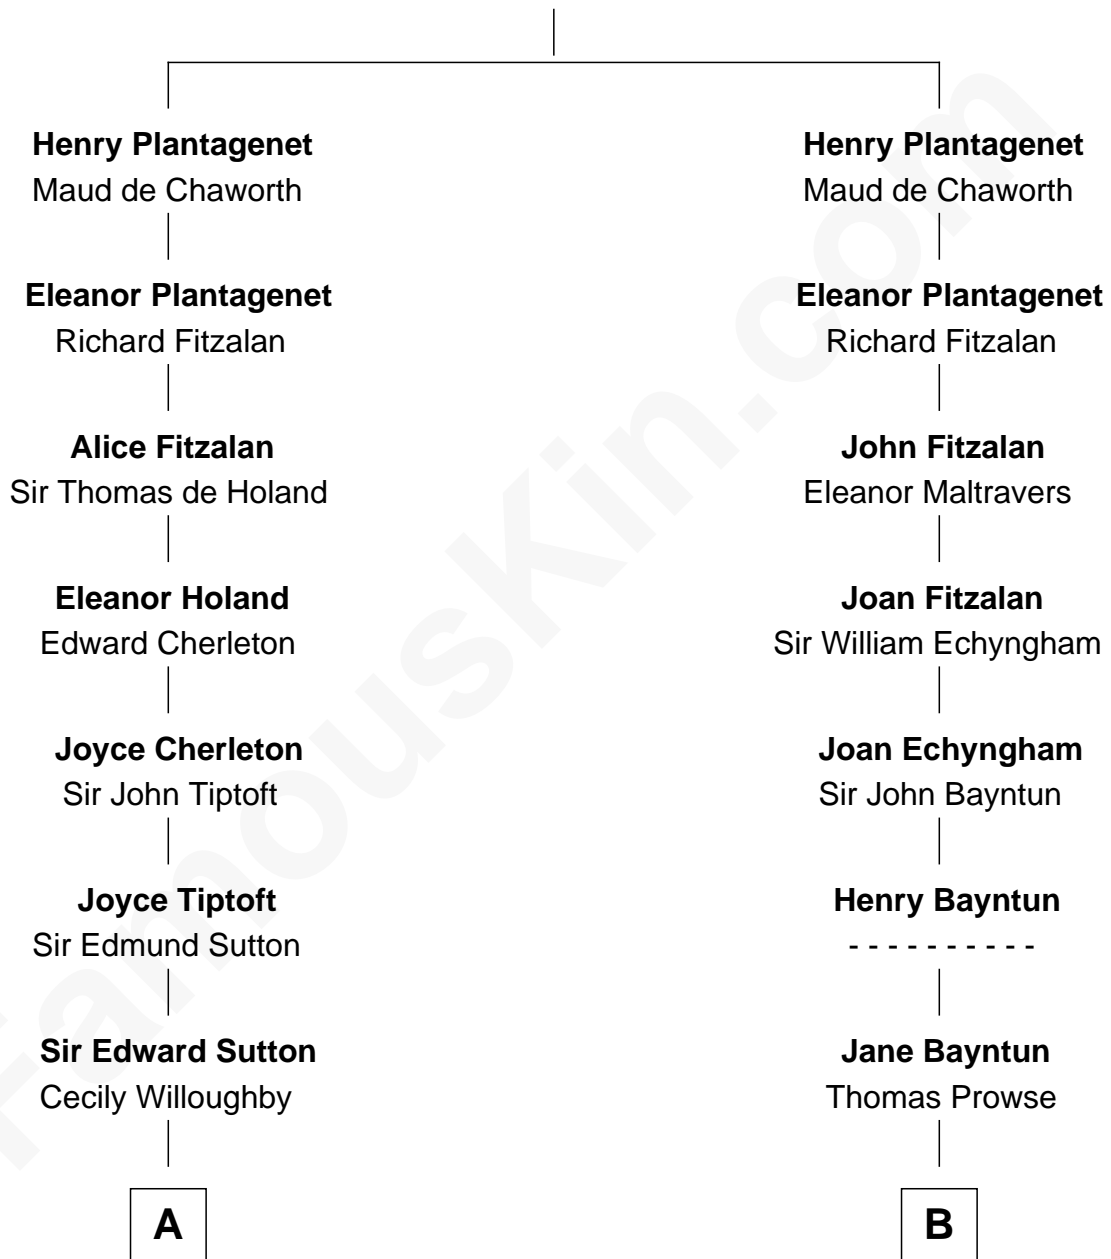 Henry Plantagenet
Maud de Chaworth
Eleanor Plantagenet
Richard Fitzalan
Alice Fitzalan
Sir Thomas de Holand
Eleanor Holand
Edward Cherleton
Joyce Cherleton
Sir John Tiptoft
Joyce Tiptoft
Sir Edmund Sutton
Sir Edward Sutton
Cecily Willoughby
A
Henry Plantagenet
Maud de Chaworth
Eleanor Plantagenet
Richard Fitzalan
John Fitzalan
Eleanor Maltravers
Joan Fitzalan
Sir William Echyngham
Joan Echyngham
Sir John Bayntun
Henry Bayntun
- - - - - - - - - -
Jane Bayntun
Thomas Prowse
B
FamousKin.com